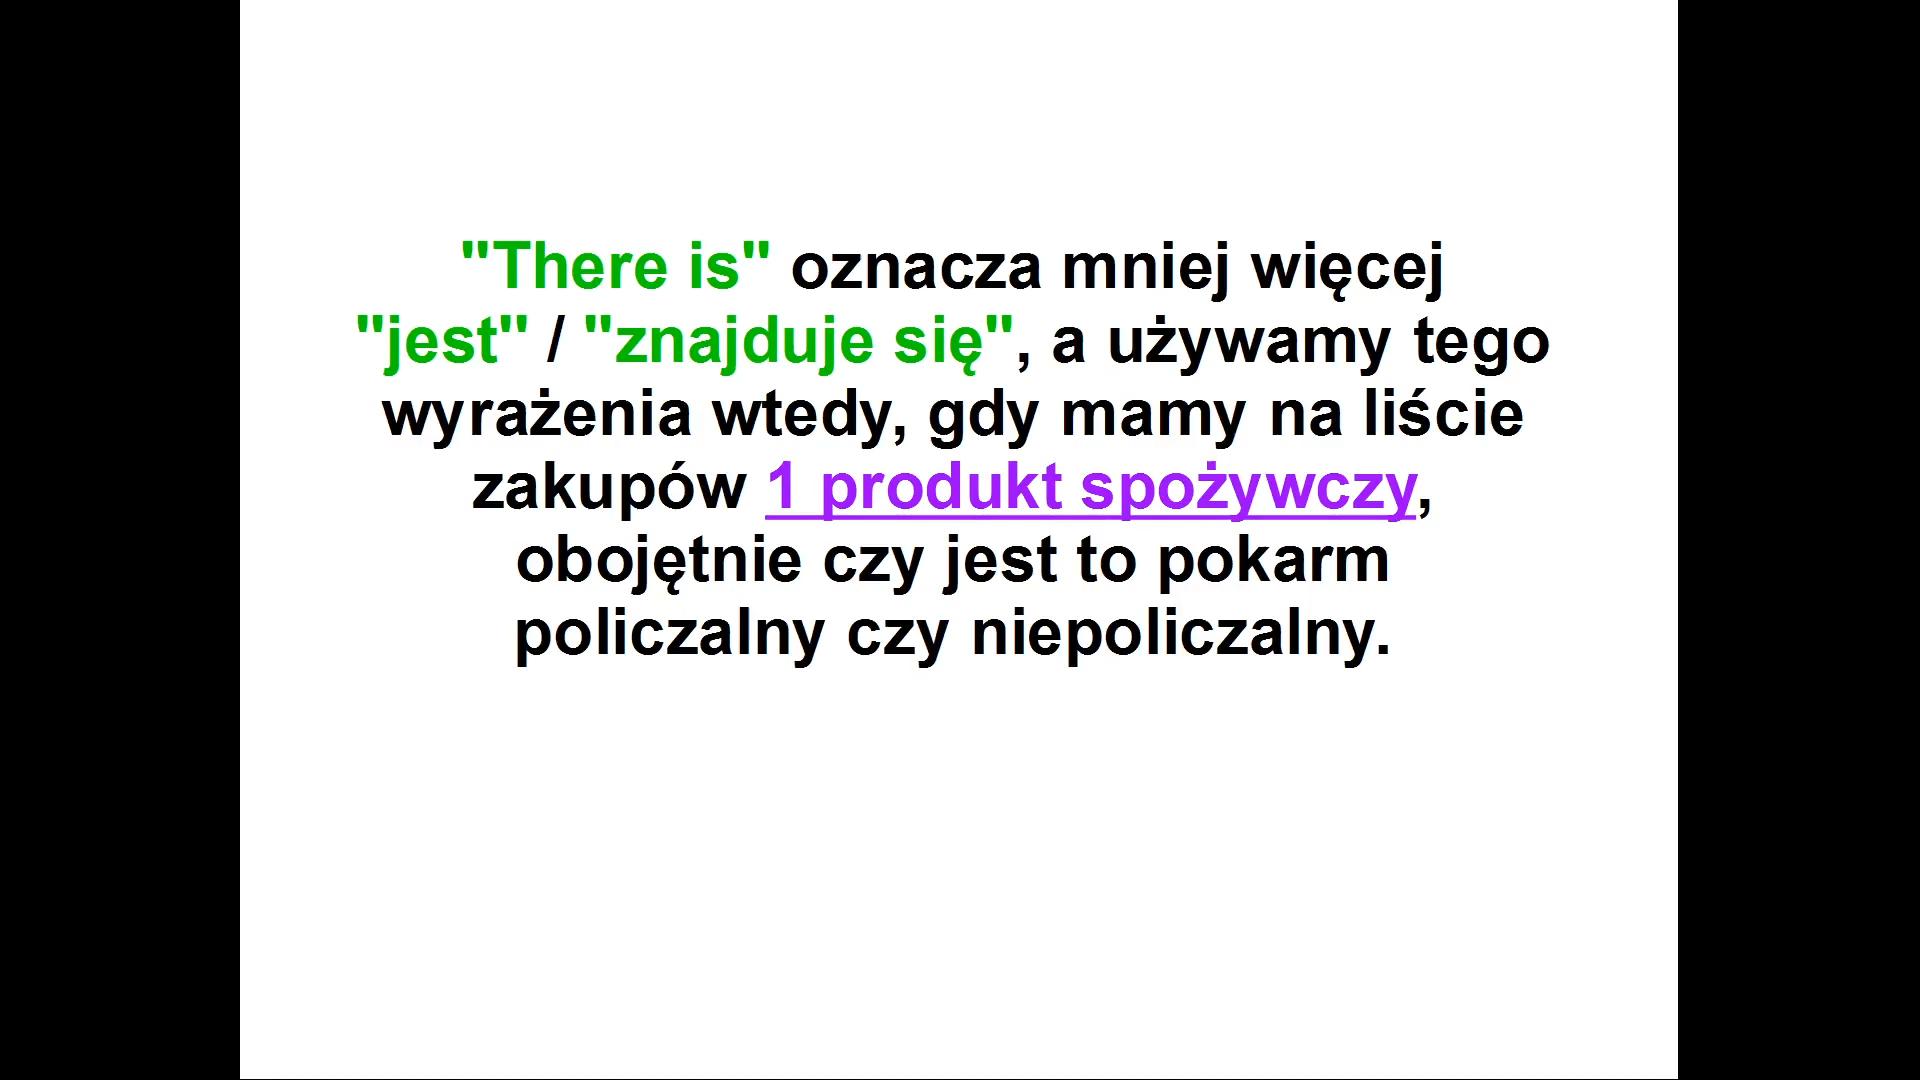 "There is" oznacza mniej więcej
"jest" / "znajduje się", a używamy tego
wyrażenia wtedy, gdy mamy na liście
zakupów 1 produkt spożywczy,
obojętnie czy jest to pokarm
policzalny czy niepoliczalny.